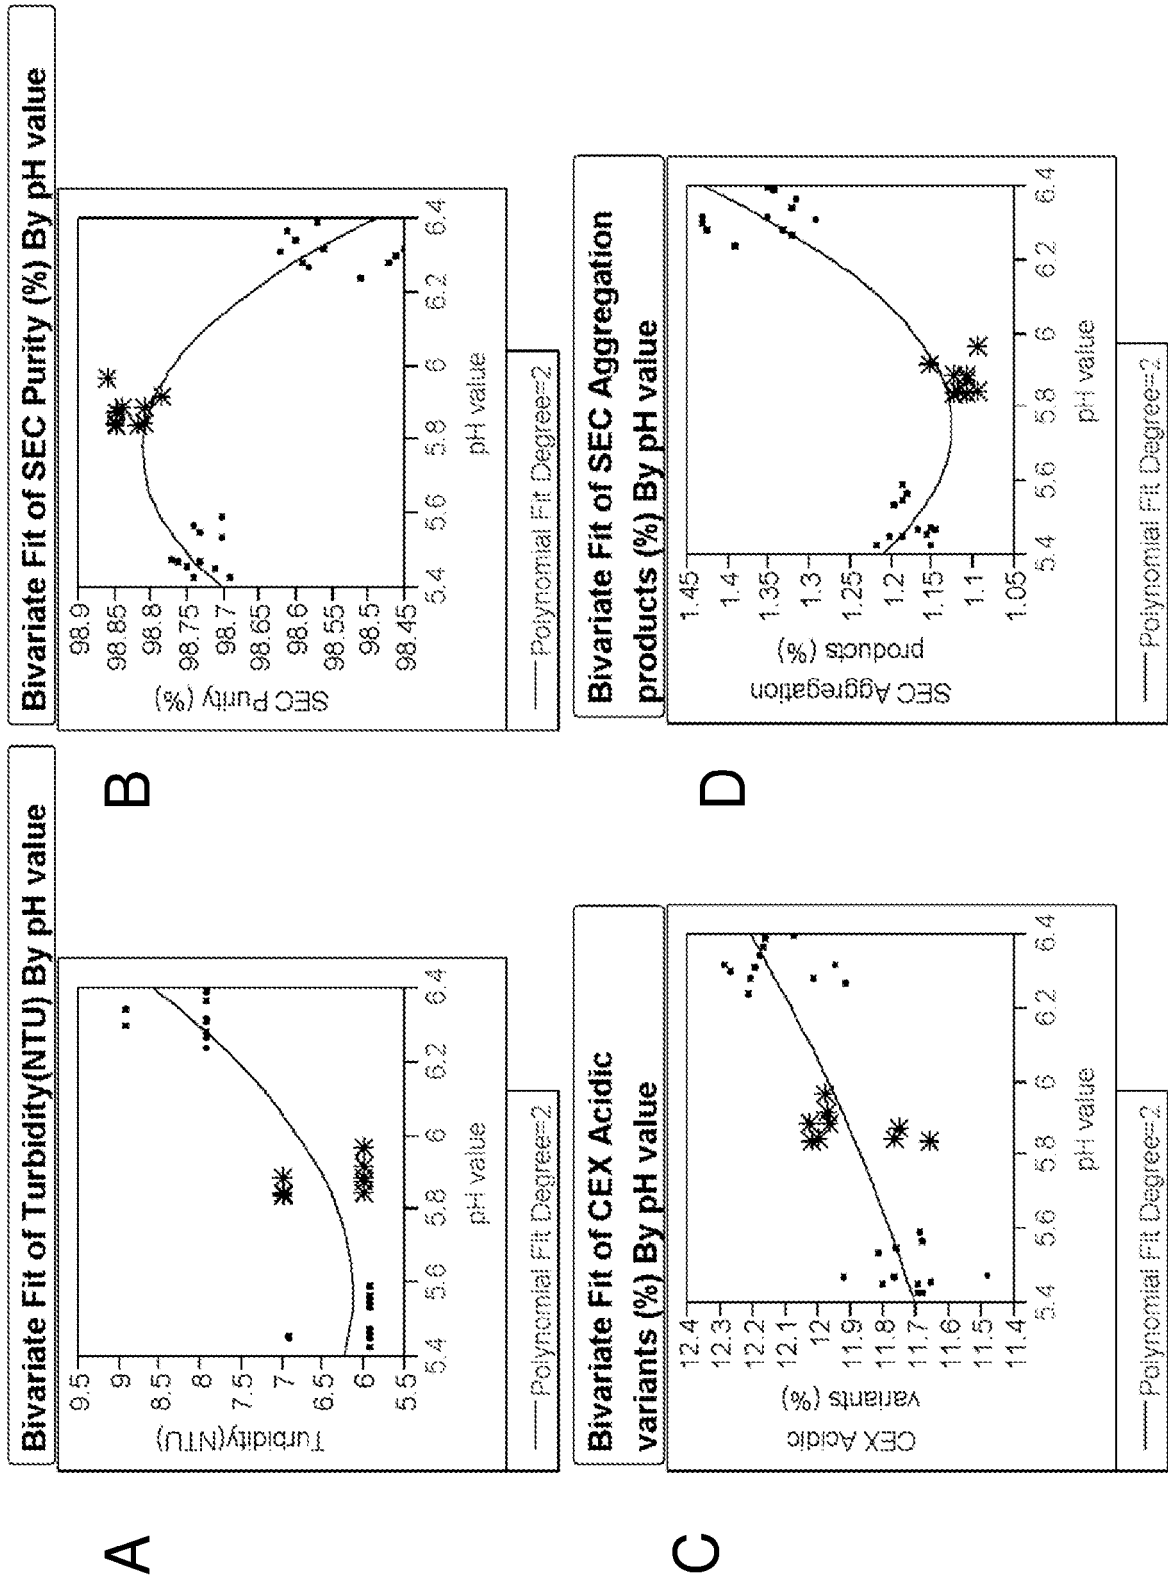 A
Bivariate Fit of Turbidity(NTU) By pH value
Turbidity(NTU)
9.5
9
8.5
8
7.5
7
6.5
6
5.5
5.4
5.6
5.8
6
6.2
6.4
pH value
Polynomial Fit Degree=2
B
Bivariate Fit of SEC Purity (%) By pH value
SEC Purity (%)
98.9
98.85
98.8
98.75
98.7
98.65
98.6
98.55
98.5
98.45
5.4
5.6
5.8
6
6.2
6.4
pH value
Polynomial Fit Degree=2
C
Bivariate Fit of CEX Acidic
variants (%) By pH value
CEX Acidic
variants (%)
12.4
12.3
12.2
12.1
12
11.9
11.8
11.7
11.6
11.5
11.4
5.4
5.6
5.8
6
6.2
6.4
pH value
Polynomial Fit Degree=2
D
Bivariate Fit of SEC Aggregation
products (%) By pH value
SEC Aggregation
products (%)
1.45
1.4
1.35
1.3
1.25
1.2
1.15
1.1
1.05
5.4
5.6
5.8
6
6.2
6.4
pH value
Polynomial Fit Degree=2